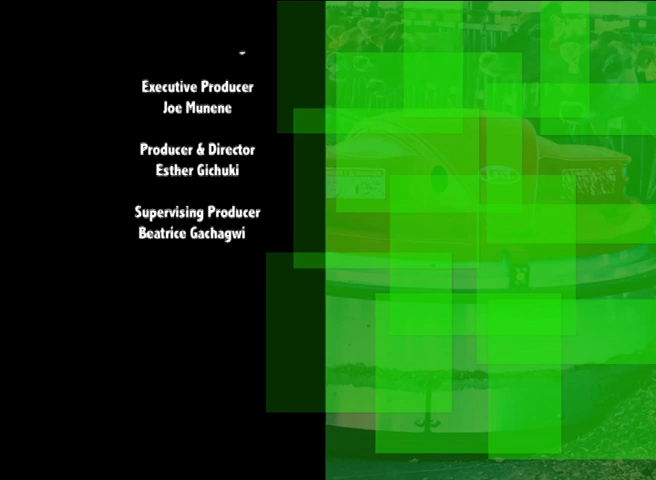 Executive Producer
Joe Munene
Producer & Director
Esther Gichuki
Supervising Producer
Beatrice Gachagwi